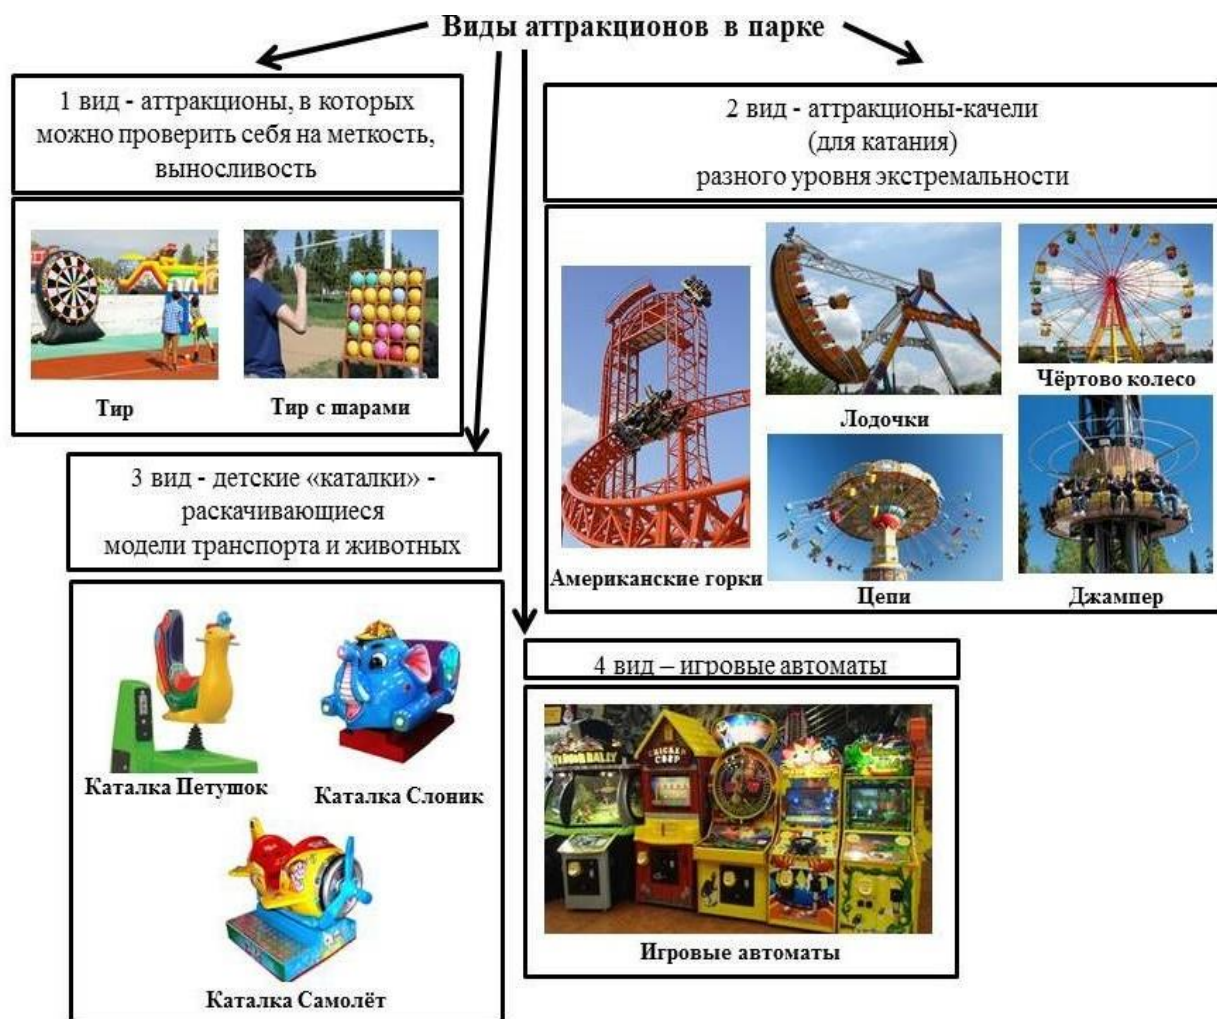 Виды аттракционов в парке
1 вид - аттракционы, в которых
можно проверить себя на меткость,
выносливость
Тир
Тир с шарами
2 вид - аттракционы-качели
(для катания)
разного уровня экстремальности
Американские горки
Лодочки
Чёртово колесо
Цепи
Джампер
3 вид - детские «каталки» -
раскачивающиеся
модели транспорта и животных
Каталка Петушок
Каталка Слоник
Каталка Самолёт
4 вид – игровые автоматы
CHICKEN
COOP
Игровые автоматы